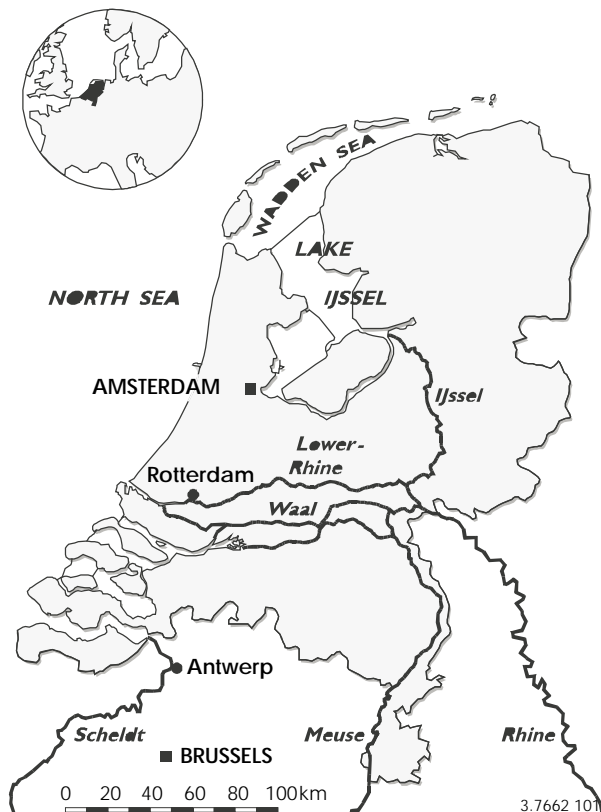 WADDEN SEA
LAKE
IJSSEL
NORTH SEA
AMSTERDAM
IJssel
Lower-
Rhine
Rotterdam
Waal
Antwerp
Scheldt
Meuse
Rhine
BRUSSELS
0 20 40 60 80 100km
3.7662 101